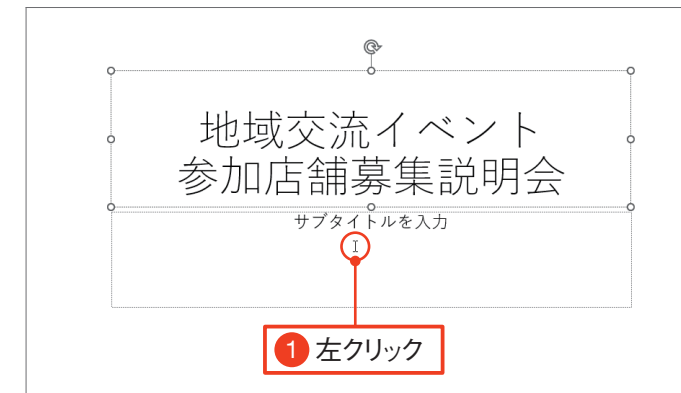 地域交流イベント
参加店舗募集説明会
サブタイトルを入力
1 左クリック